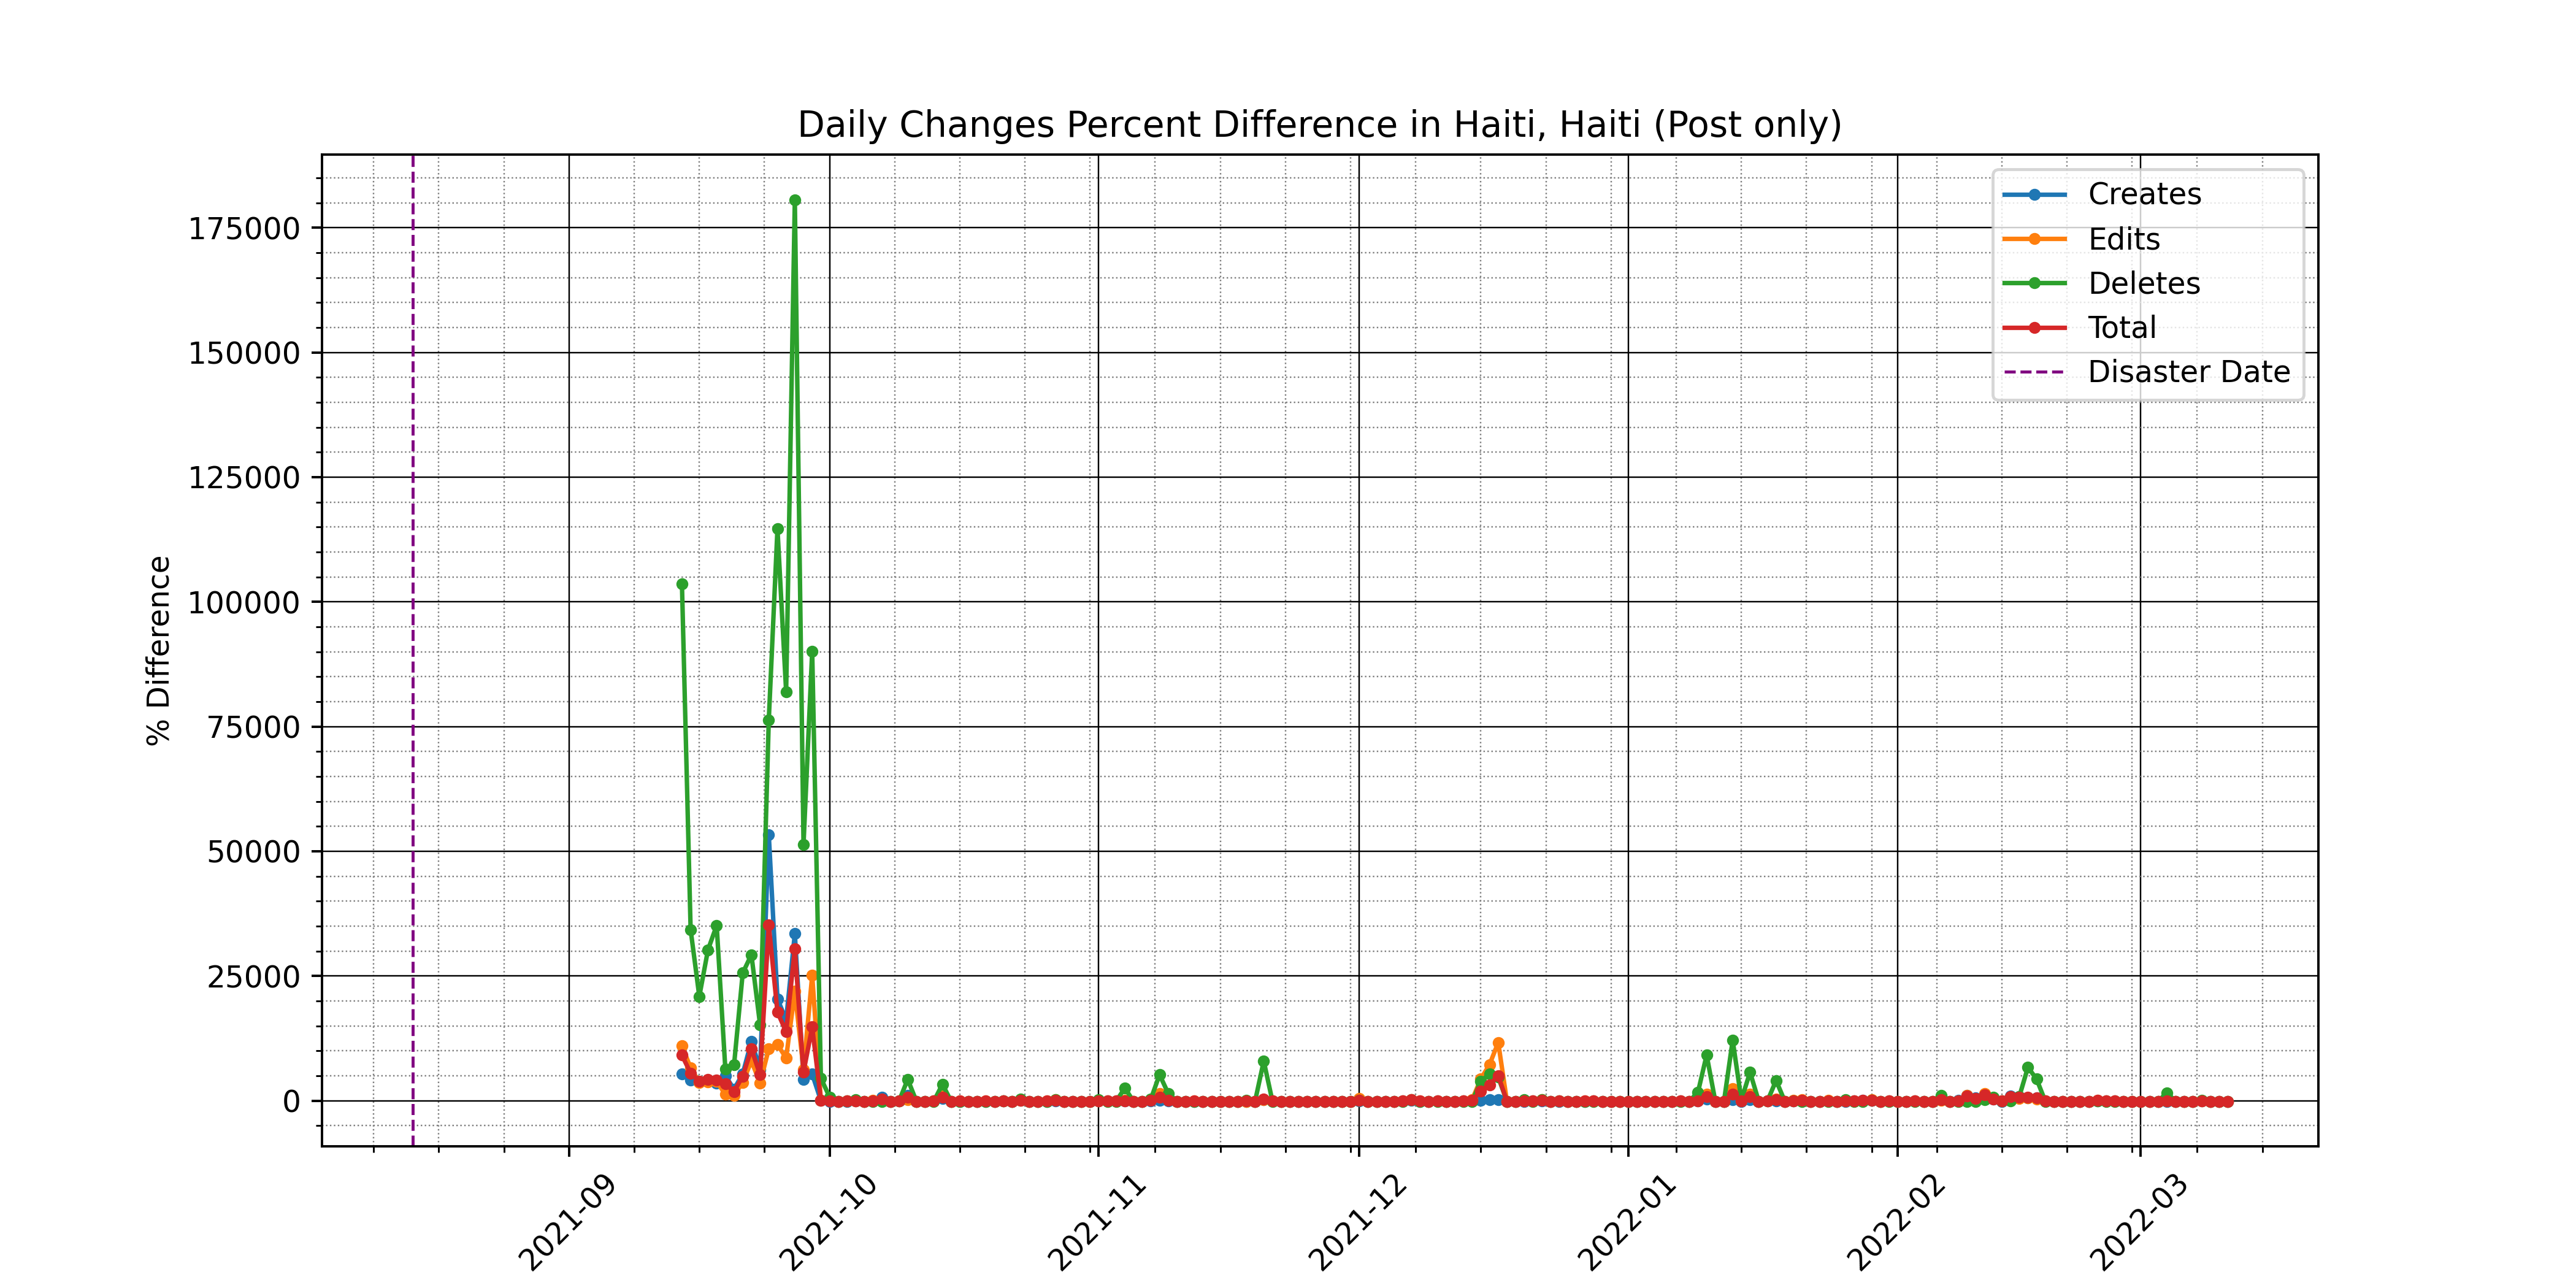 Daily Changes Percent Difference in Haiti, Haiti (Post only)
% Difference
175000
150000
125000
100000
75000
50000
25000
0
Creates
Edits
Deletes
Total
Disaster Date
2021-09
2021-10
2021-11
2021-12
2022-01
2022-02
2022-03